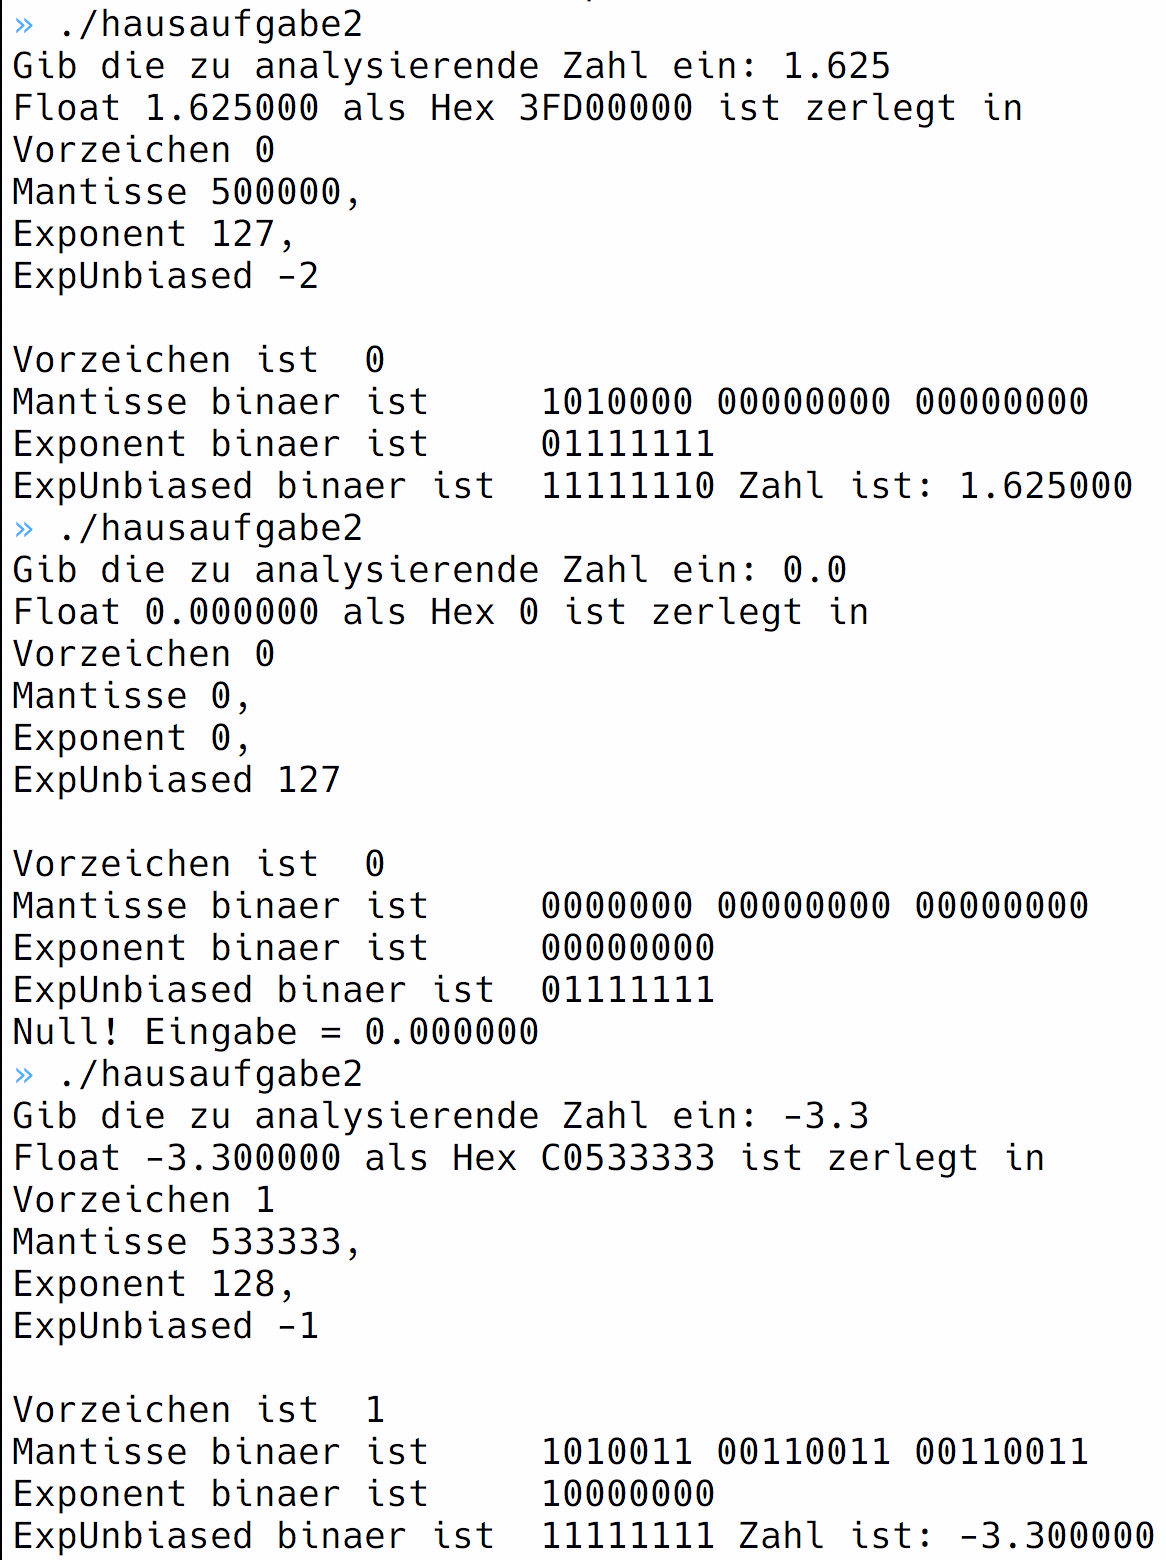 » ./hausaufgabe2
Gib die zu analysierende Zahl ein: 1.625
Float 1.625000 als Hex 3FD00000 ist zerlegt in
Vorzeichen 0
Mantisse 500000,
Exponent 127,
ExpUnbiased -2
Vorzeichen ist  0
Mantisse binaer ist     1010000 00000000 00000000
Exponent binaer ist     01111111
ExpUnbiased binaer ist  11111110 Zahl ist: 1.625000
» ./hausaufgabe2
Gib die zu analysierende Zahl ein: 0.0
Float 0.000000 als Hex 0 ist zerlegt in
Vorzeichen 0
Mantisse 0,
Exponent 0,
ExpUnbiased 127
Vorzeichen ist  0
Mantisse binaer ist     0000000 00000000 00000000
Exponent binaer ist     00000000
ExpUnbiased binaer ist  01111111
Null! Eingabe = 0.000000
» ./hausaufgabe2
Gib die zu analysierende Zahl ein: -3.3
Float -3.300000 als Hex C0533333 ist zerlegt in
Vorzeichen 1
Mantisse 533333,
Exponent 128,
ExpUnbiased -1
Vorzeichen ist  1
Mantisse binaer ist     1010011 00110011 00110011
Exponent binaer ist     10000000
ExpUnbiased binaer ist  11111111 Zahl ist: -3.300000